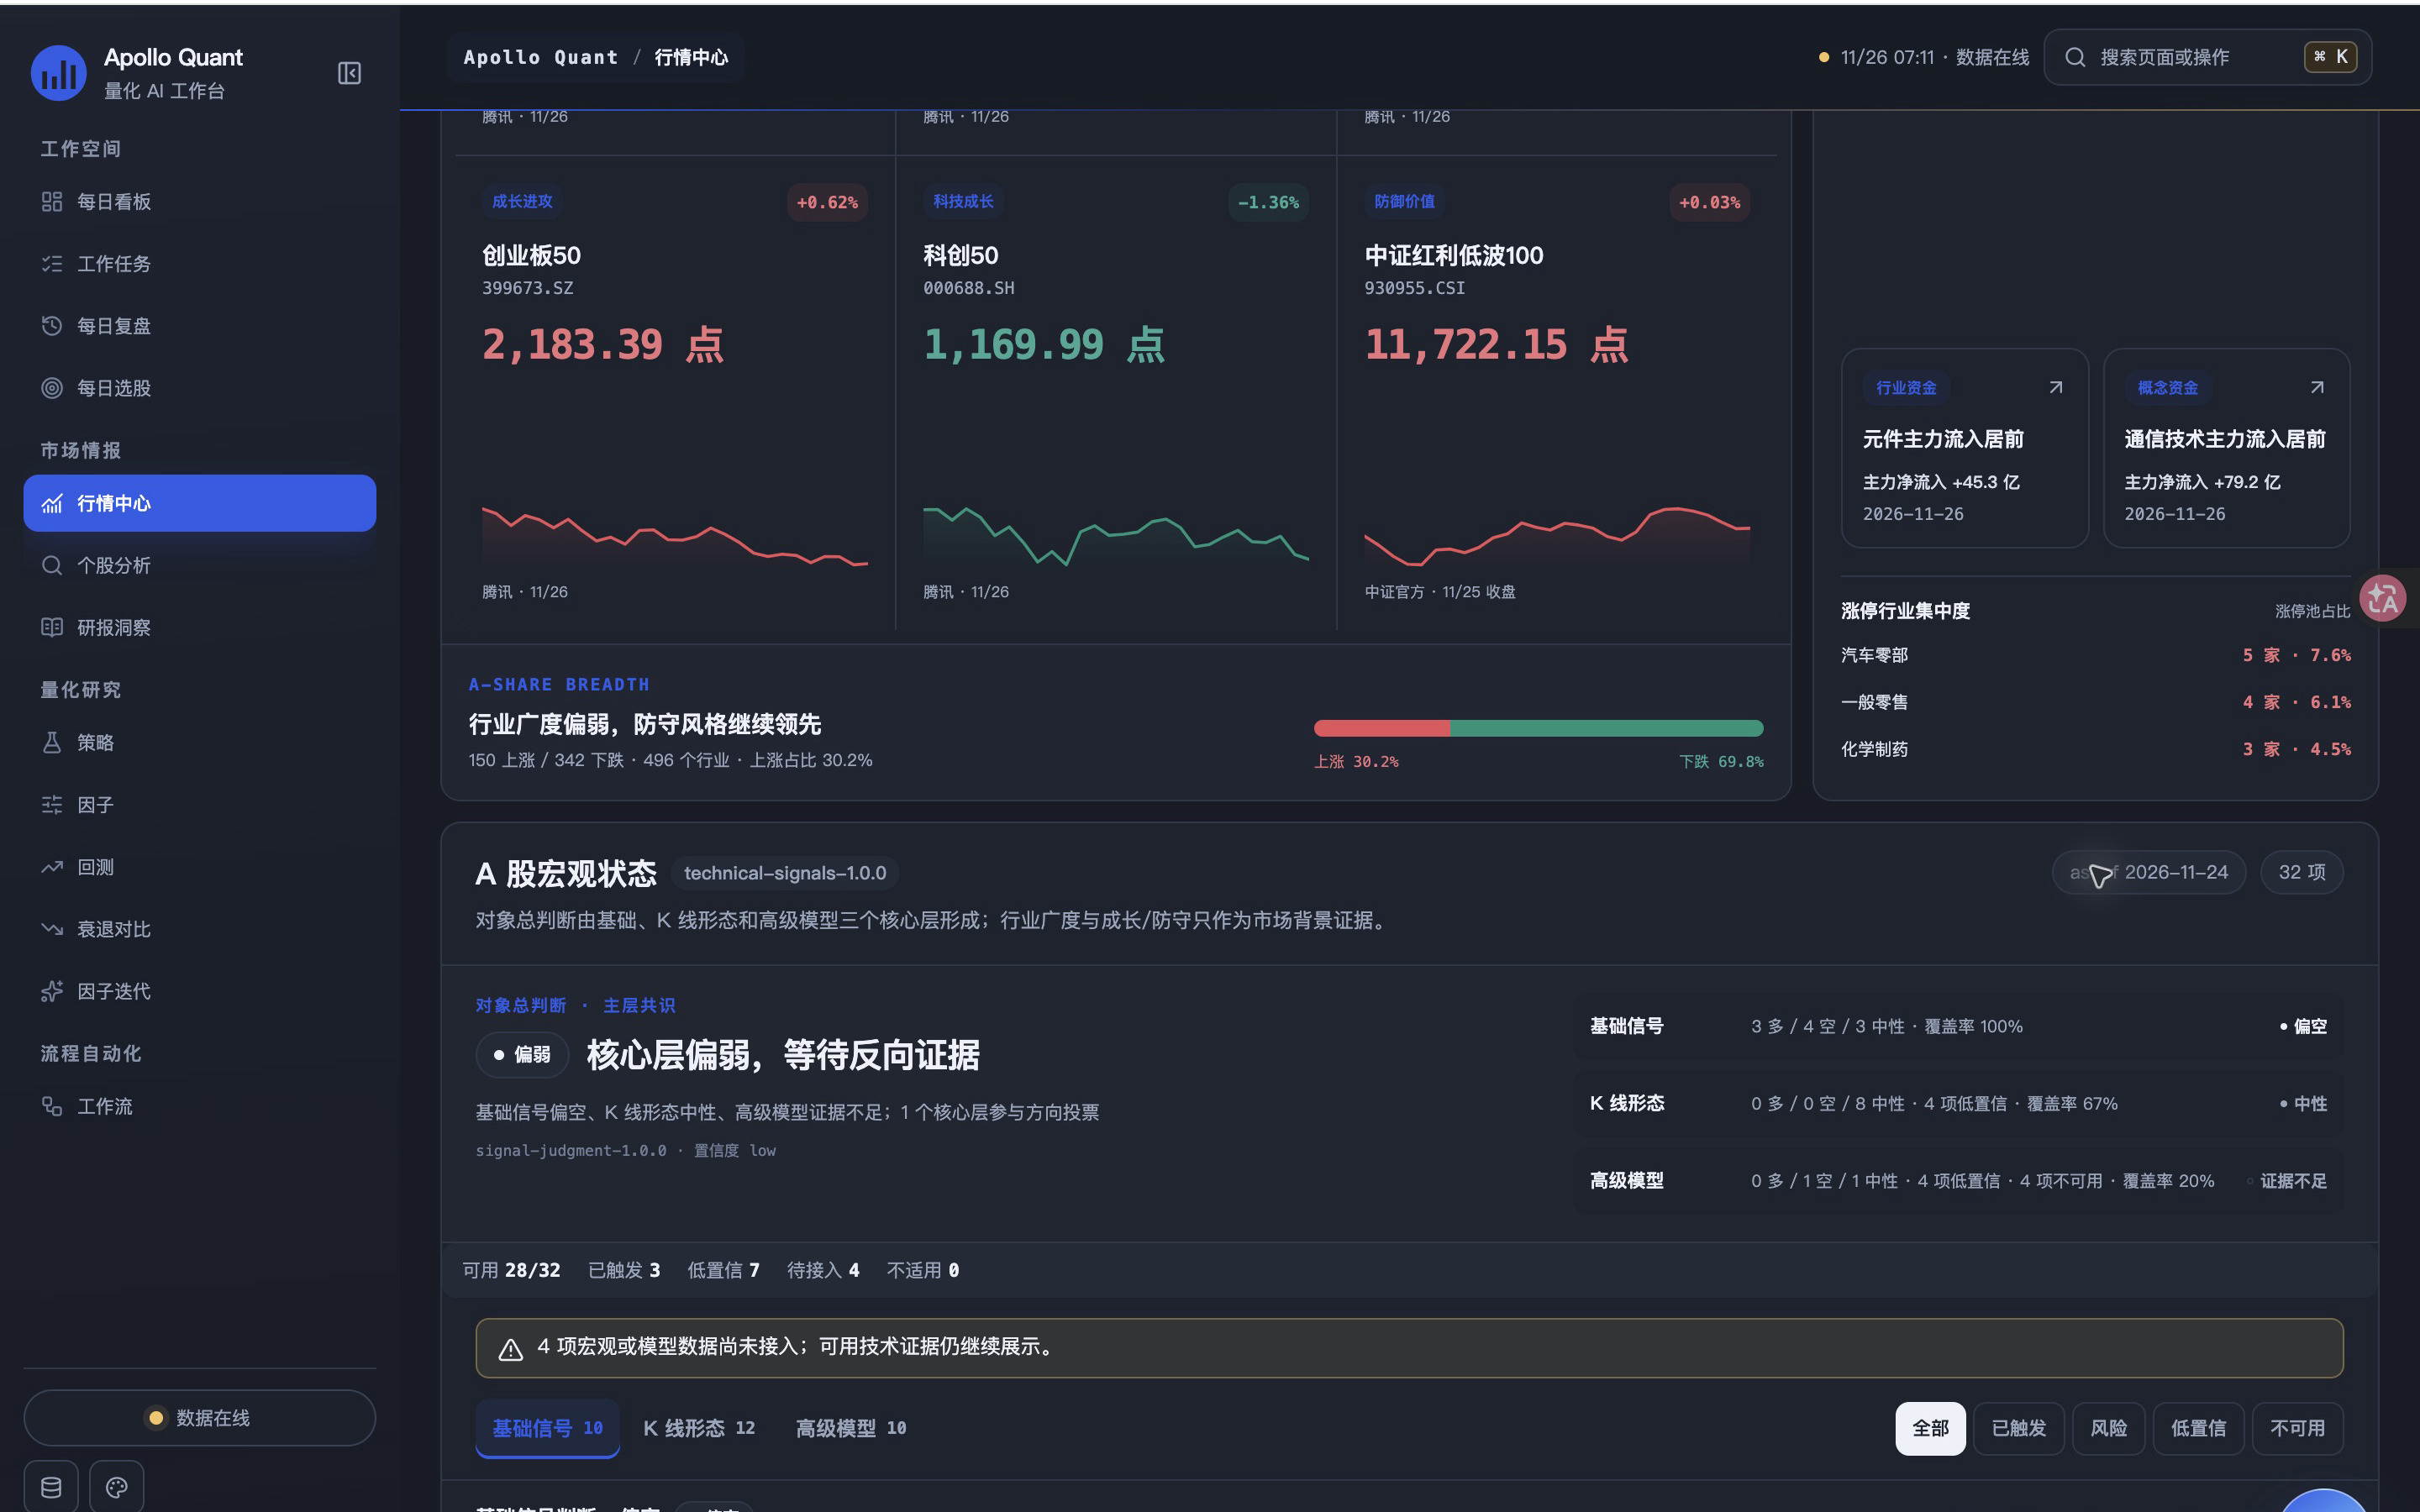 Apollo Quant
量化 AI 工作台
工作空间
每日看板
工作任务
每日复盘
每日选股
市场情报
行情中心
个股分析
研报洞察
量化研究
策略
因子
回测
衰退对比
因子迭代
流程自动化
工作流
数据在线
Apollo Quant / 行情中心
11/26 07:11 · 数据在线
搜索页面或操作
⌘ K
腾讯 · 11/26
腾讯 · 11/26
腾讯 · 11/26
成长进攻
+0.62%
创业板50
399673.SZ
2,183.39 点
腾讯 · 11/26
科技成长
-1.36%
科创50
000688.SH
1,169.99 点
腾讯 · 11/26
防御价值
+0.03%
中证红利低波100
930955.CSI
11,722.15 点
中证官方 · 11/25 收盘
A-SHARE BREADTH
行业广度偏弱，防守风格继续领先
150 上涨 / 342 下跌 · 496 个行业 · 上涨占比 30.2%
上涨 30.2%
下跌 69.8%
行业资金
元件主力流入居前
主力净流入 +45.3 亿
2026-11-26
概念资金
通信技术主力流入居前
主力净流入 +79.2 亿
2026-11-26
涨停行业集中度
涨停池占比
汽车零部
5 家 · 7.6%
一般零售
4 家 · 6.1%
化学制药
3 家 · 4.5%
A 股宏观状态
technical-signals-1.0.0
2026-11-24
32 项
对象总判断由基础、K 线形态和高级模型三个核心层形成；行业广度与成长/防守只作为市场背景证据。
对象总判断 · 主层共识
偏弱
核心层偏弱，等待反向证据
基础信号偏空、K 线形态中性、高级模型证据不足；1 个核心层参与方向投票
signal-judgment-1.0.0 · 置信度 low
基础信号
3 多 / 4 空 / 3 中性 · 覆盖率 100%
偏空
K 线形态
0 多 / 0 空 / 8 中性 · 4 项低置信 · 覆盖率 67%
中性
高级模型
0 多 / 1 空 / 1 中性 · 4 项低置信 · 4 项不可用 · 覆盖率 20%
证据不足
可用 28/32 已触发 3 低置信 7 待接入 4 不适用 0
4 项宏观或模型数据尚未接入；可用技术证据仍继续展示。
基础信号 10
K 线形态 12
高级模型 10
全部
已触发
风险
低置信
不可用